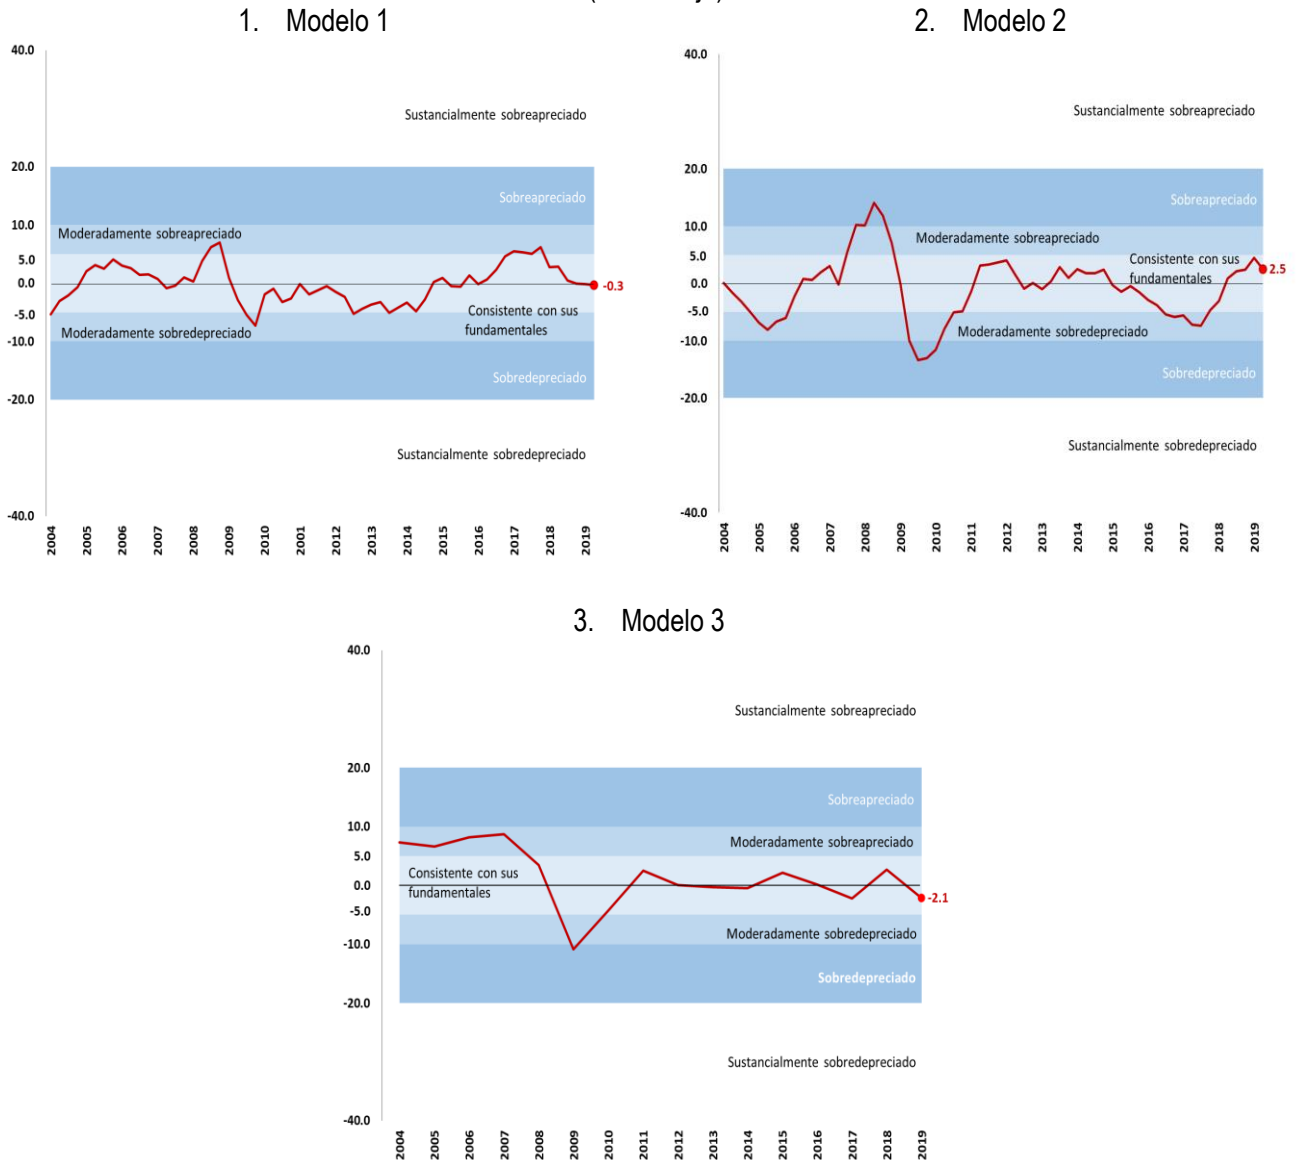 1. Modelo 1
40.0
Sustancialmente sobreapreciado
20.0
Sobreapreciado
10.0
Moderadamente sobreapreciado
5.0
0.0
-0.3
-5.0
Consistente con sus
fundamentales
Moderadamente sobredepreciado
-10.0
Sobredepreciado
-20.0
Sustancialmente sobredepreciado
-40.0
2004 2005 2006 2007 2008 2009 2010 2011 2012 2013 2014 2015 2016 2017 2018 2019
2. Modelo 2
40.0
Sustancialmente sobreapreciado
20.0
Sobreapreciado
10.0
Moderadamente sobreapreciado
5.0
Consistente con sus
fundamentales
2.5
0.0
-5.0
Moderadamente sobredepreciado
-10.0
Sobredepreciado
-20.0
Sustancialmente sobredepreciado
-40.0
2004 2005 2006 2007 2008 2009 2010 2011 2012 2013 2014 2015 2016 2017 2018 2019
3. Modelo 3
40.0
Sustancialmente sobreapreciado
20.0
Sobreapreciado
10.0
Moderadamente sobreapreciado
5.0
Consistente con sus
fundamentales
0.0
-2.1
-5.0
Moderadamente sobredepreciado
-10.0
Sobredepreciado
-20.0
Sustancialmente sobredepreciado
-40.0
2004 2005 2006 2007 2008 2009 2010 2011 2012 2013 2014 2015 2016 2017 2018 2019